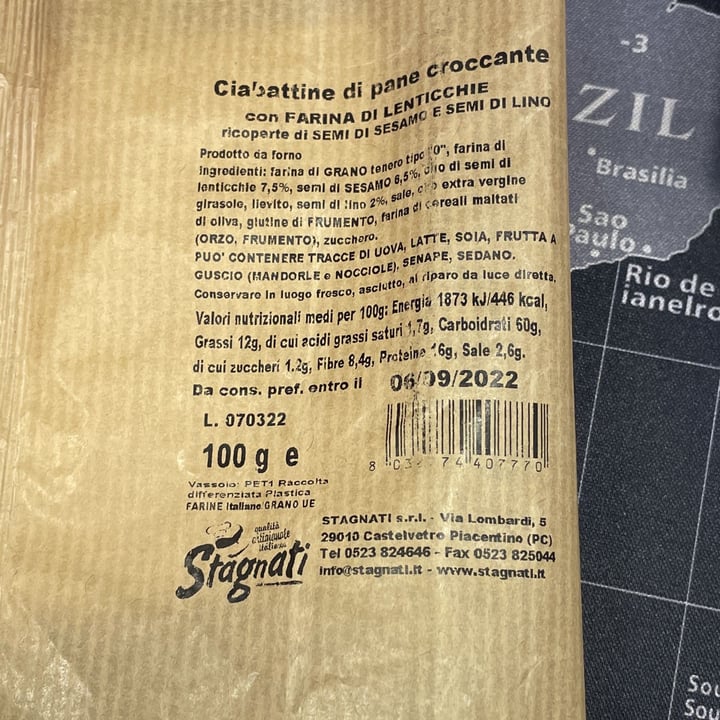 Ciabattine di pane croccante
con FARINA DI LENTICCHIE
ricoperte di SEMI DI SESAMO E SEMI DI LINO
Prodotto da forno
Ingredienti: farina di GRANO tenero tipo "0", farina di
lenticchie 7,5%, semi di SESAMO 6,5%, olio di semi di
girasole, lievito, semi di lino 2%, sale, olio extra vergine
di oliva, glutine di FRUMENTO, farina di cereali maltati
(ORZO, FRUMENTO), zucchero.
PUO' CONTENERE TRACCE DI UOVA, LATTE, SOIA, FRUTTA A
GUSCIO (MANDORLE e NOCCIOLE), SENAPE, SEDANO.
Conservare in luogo fresco, asciutto, al riparo da luce diretta.
Valori nutrizionali medi per 100g: Energia 1873 kJ/446 kcal,
Grassi 12g, di cui acidi grassi saturi 1,7g, Carboidrati 60g,
di cui zuccheri 1,2g, Fibre 8,4g, Proteine 16g, Sale 2,6g.
Da cons. pref. entro il 06/09/2022
L. 070322
100 g e
Vassoio: PET1 Raccolta
differenziata Plastica
FARINE Italiane GRANO UE
qualità
artigianale
italiana
Stagnati
STAGNATI s.r.l. - Via Lombardi, 5
29010 Castelvetro Piacentino (PC)
Tel 0523 824646 - Fax 0523 825044
info@stagnati.it - www.stagnati.it
-3
ZIL
Brasilia
Sao
Paulo
Rio de
Janeiro
Sou
Sou